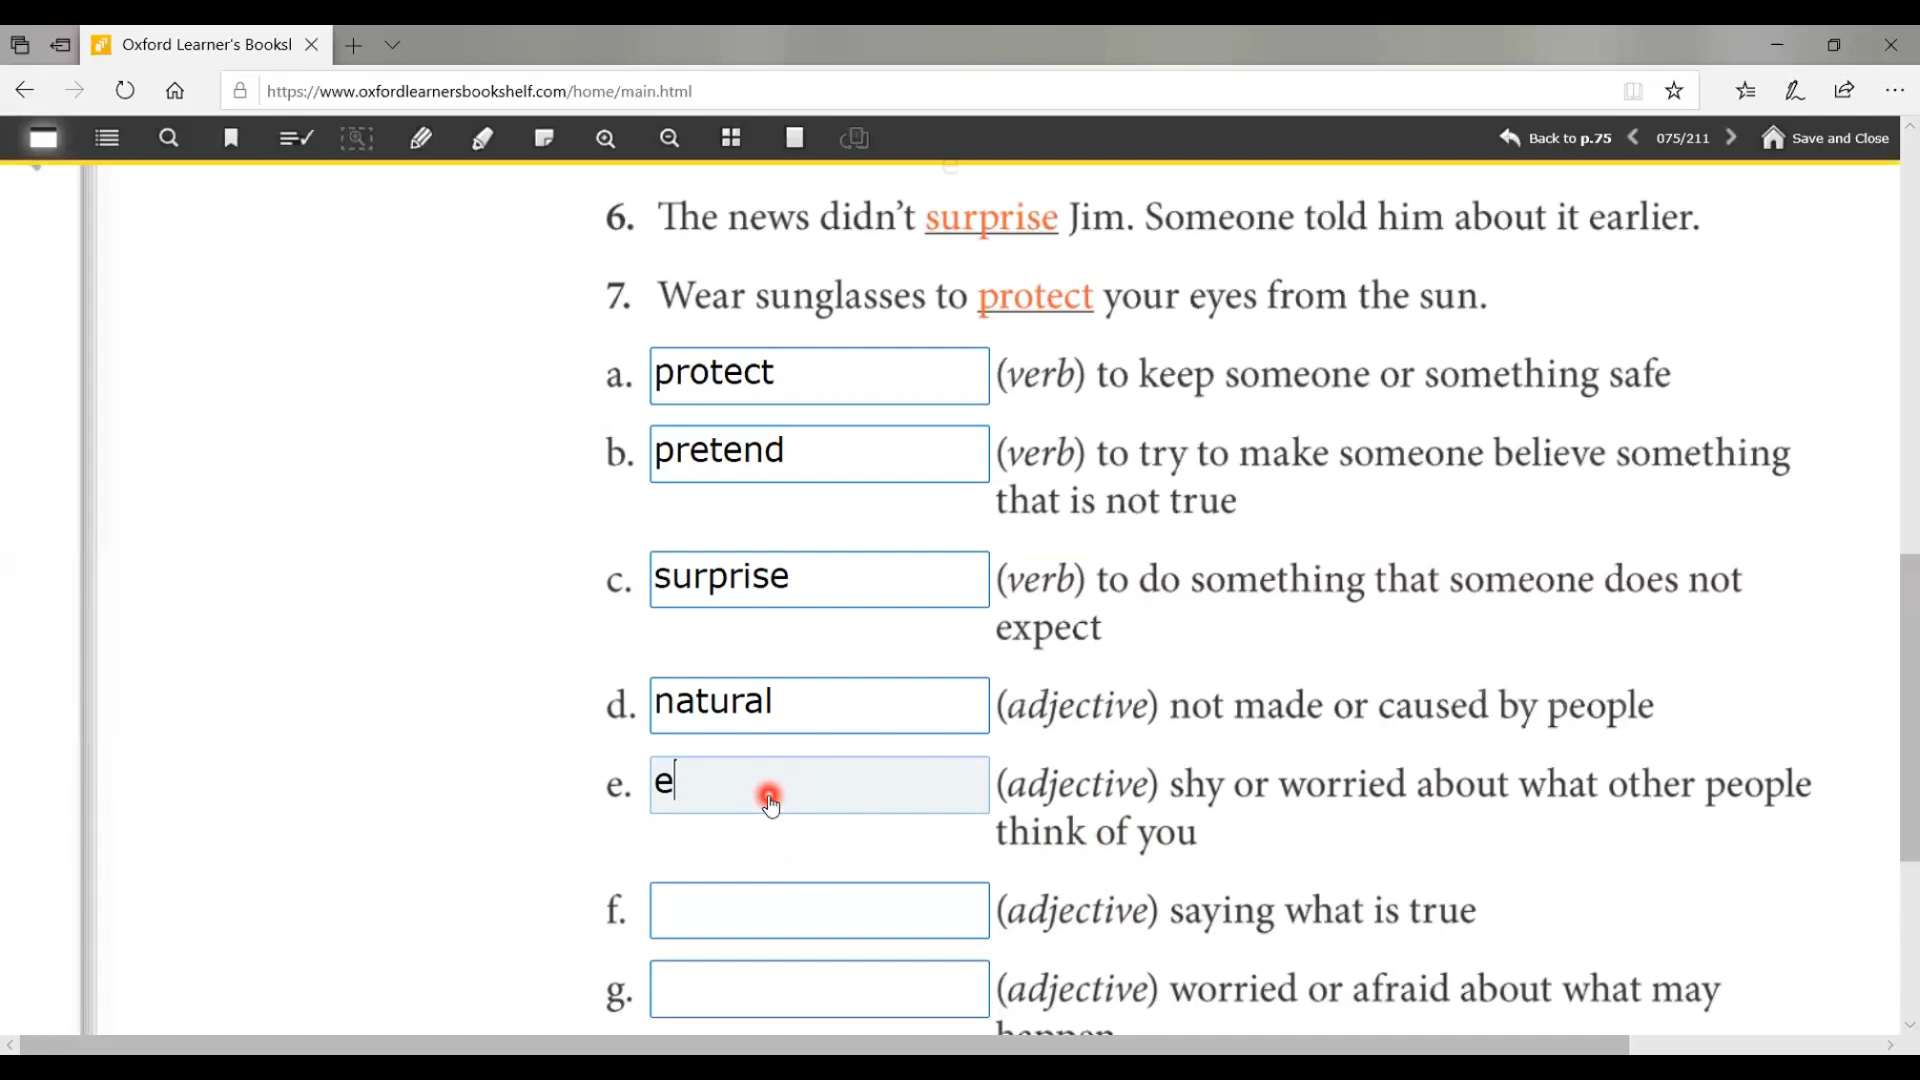 Oxford Learner's Booksl
https://www.oxfordlearnersbookshelf.com/home/main.html
Back to p.75 075/211 Save and Close
6. The news didn't surprise Jim. Someone told him about it earlier.
7. Wear sunglasses to protect your eyes from the sun.
a. protect (verb) to keep someone or something safe
b. pretend (verb) to try to make someone believe something
that is not true
c. surprise (verb) to do something that someone does not
expect
d. natural (adjective) not made or caused by people
e. e (adjective) shy or worried about what other people
think of you
f. (adjective) saying what is true
g. (adjective) worried or afraid about what may
happen